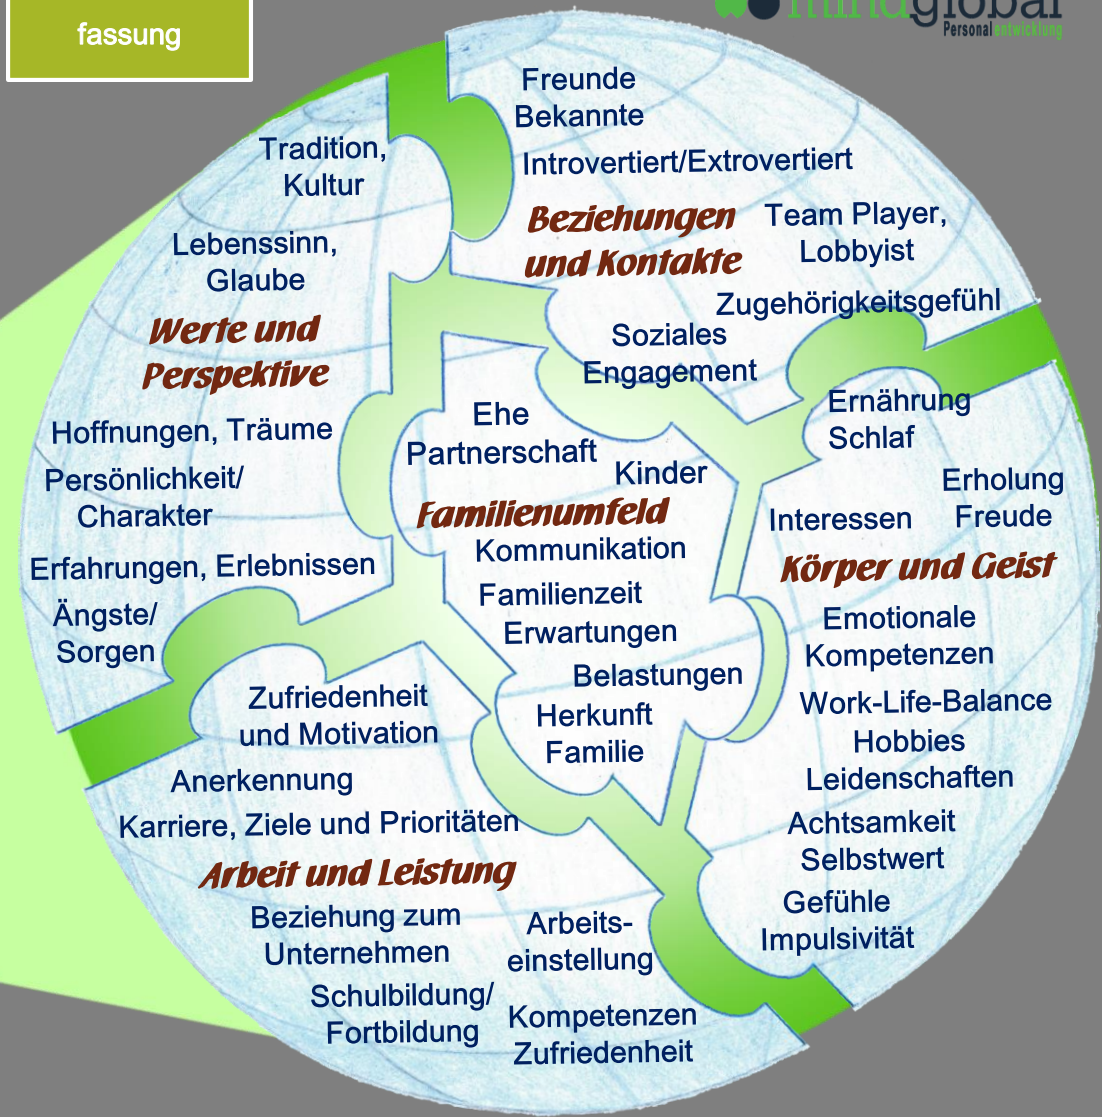 fassung
mindglobal
Personalentwicklung
Freunde
Bekannte
Introvertiert/Extrovertiert
Beziehungen
und Kontakte
Team Player,
Lobbyist
Zugehörigkeitsgefühl
Soziales
Engagement
Tradition,
Kultur
Lebenssinn,
Glaube
Werte und
Perspektive
Hoffnungen, Träume
Persönlichkeit/
Charakter
Erfahrungen, Erlebnissen
Ängste/
Sorgen
Ehe
Partnerschaft
Kinder
Familienumfeld
Kommunikation
Familienzeit
Erwartungen
Belastungen
Herkunft
Familie
Ernährung
Schlaf
Erholung
Freude
Interessen
Körper und Geist
Emotionale
Kompetenzen
Work-Life-Balance
Hobbies
Leidenschaften
Achtsamkeit
Selbstwert
Gefühle
Impulsivität
Zufriedenheit
und Motivation
Anerkennung
Karriere, Ziele und Prioritäten
Arbeit und Leistung
Beziehung zum
Unternehmen
Arbeits-
einstellung
Schulbildung/
Fortbildung
Kompetenzen
Zufriedenheit